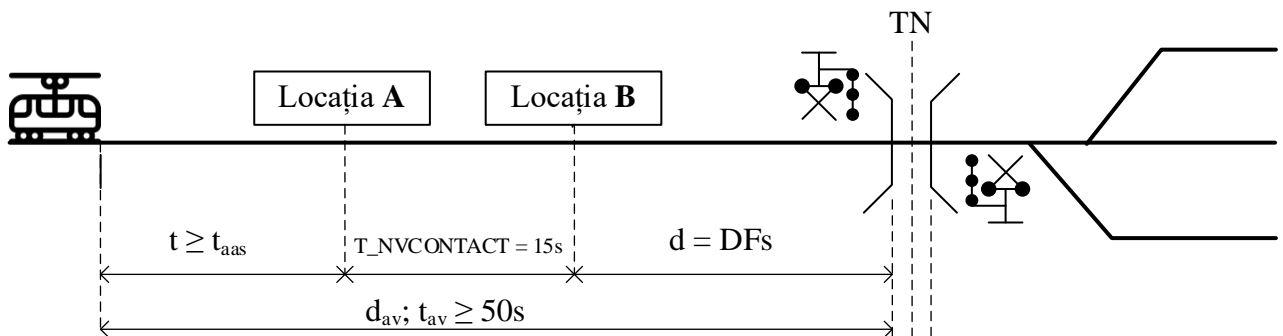 TN
Locația A
Locația B
t ≥ taas
T_NVCONTACT = 15s
d = DFs
dav; tav ≥ 50s